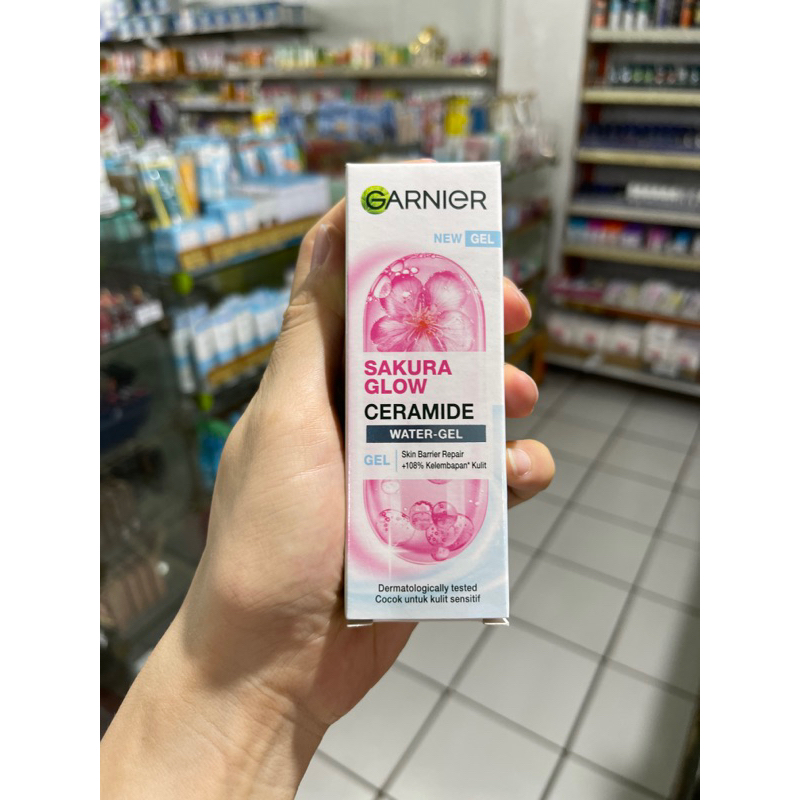 GARNIER
NEW GEL
SAKURA
GLOW
CERAMIDE
WATER-GEL
GEL
Skin Barrier Repair
+108% Kelembapan* Kulit
Dermatologically tested
Cocok untuk kulit sensitif